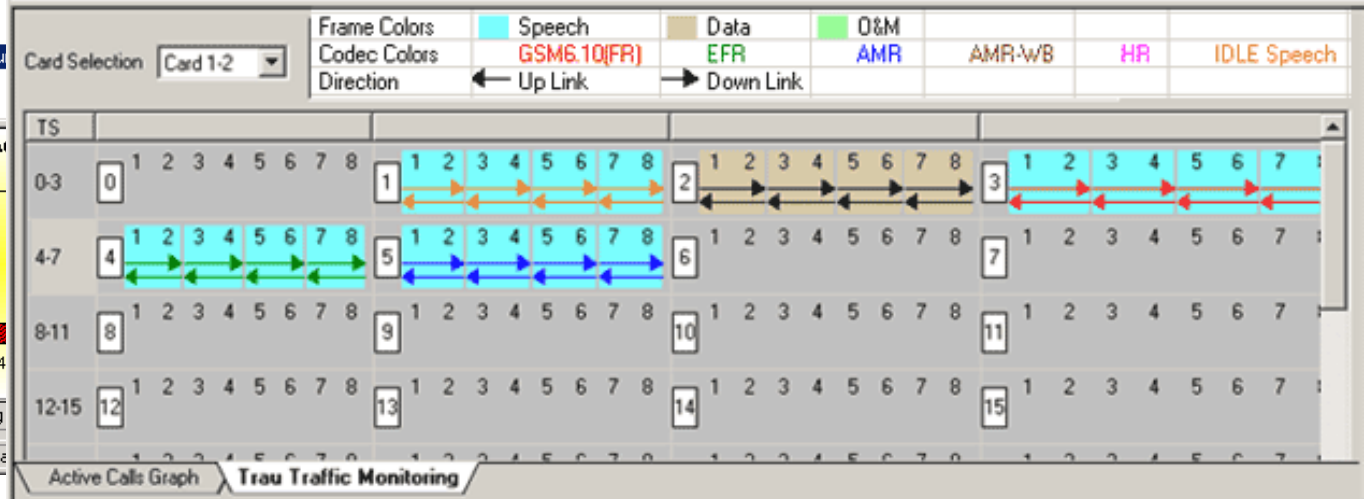 Frame Colors Speech Data O&M
Card Selection Card 1-2 Codec Colors GSM6.10(FR) EFR AMR AMR-WB HR IDLE Speech
Direction Up Link Down Link
TS
0-3 0 1 2 3 4 5 6 7 8 1 1 2 3 4 5 6 7 8 2 1 2 3 4 5 6 7 8 3 1 2 3 4 5 6 7
4-7 4 1 2 3 4 5 6 7 8 5 1 2 3 4 5 6 7 8 6 1 2 3 4 5 6 7 8 7 1 2 3 4 5 6 7
8-11 8 1 2 3 4 5 6 7 8 9 1 2 3 4 5 6 7 8 10 1 2 3 4 5 6 7 8 11 1 2 3 4 5 6 7
12-15 12 1 2 3 4 5 6 7 8 13 1 2 3 4 5 6 7 8 14 1 2 3 4 5 6 7 8 15 1 2 3 4 5 6 7
Active Calls Graph Trau Traffic Monitoring